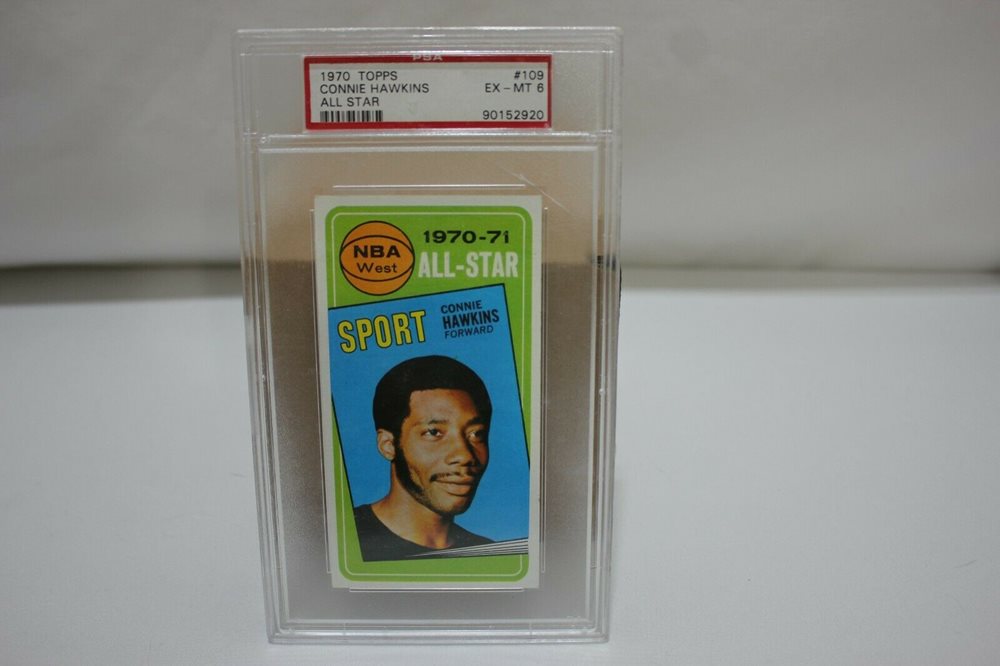 PSA
1970 TOPPS #109
CONNIE HAWKINS EX - MT 6
ALL STAR
90152920
NBA
West
1970-71
ALL-STAR
SPORT
CONNIE
HAWKINS
FORWARD